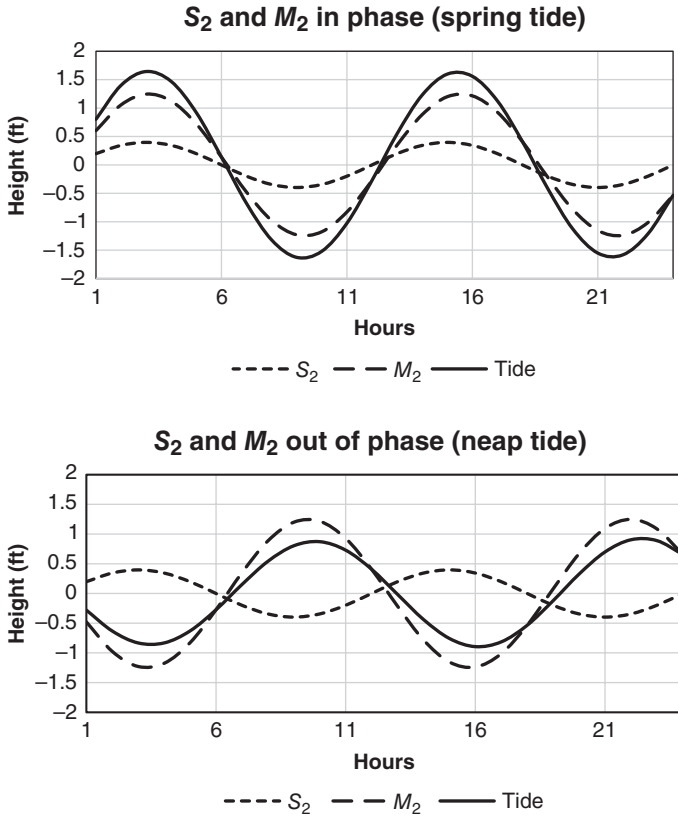 S2 and M2 in phase (spring tide)
2
1.5
1
0.5
0
−0.5
−1
−1.5
−2
Height (ft)
1 6 11 16 21
Hours
S2 M2 Tide
S2 and M2 out of phase (neap tide)
2
1.5
1
0.5
0
−0.5
−1
−1.5
−2
Height (ft)
1 6 11 16 21
Hours
S2 M2 Tide